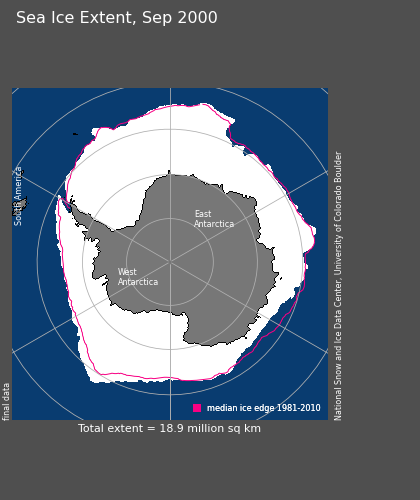 Sea Ice Extent, Sep 2000
South America
East
Antarctica
West
Antarctica
National Snow and Ice Data Center, University of Colorado Boulder
final data
median ice edge 1981-2010
Total extent = 18.9 million sq km